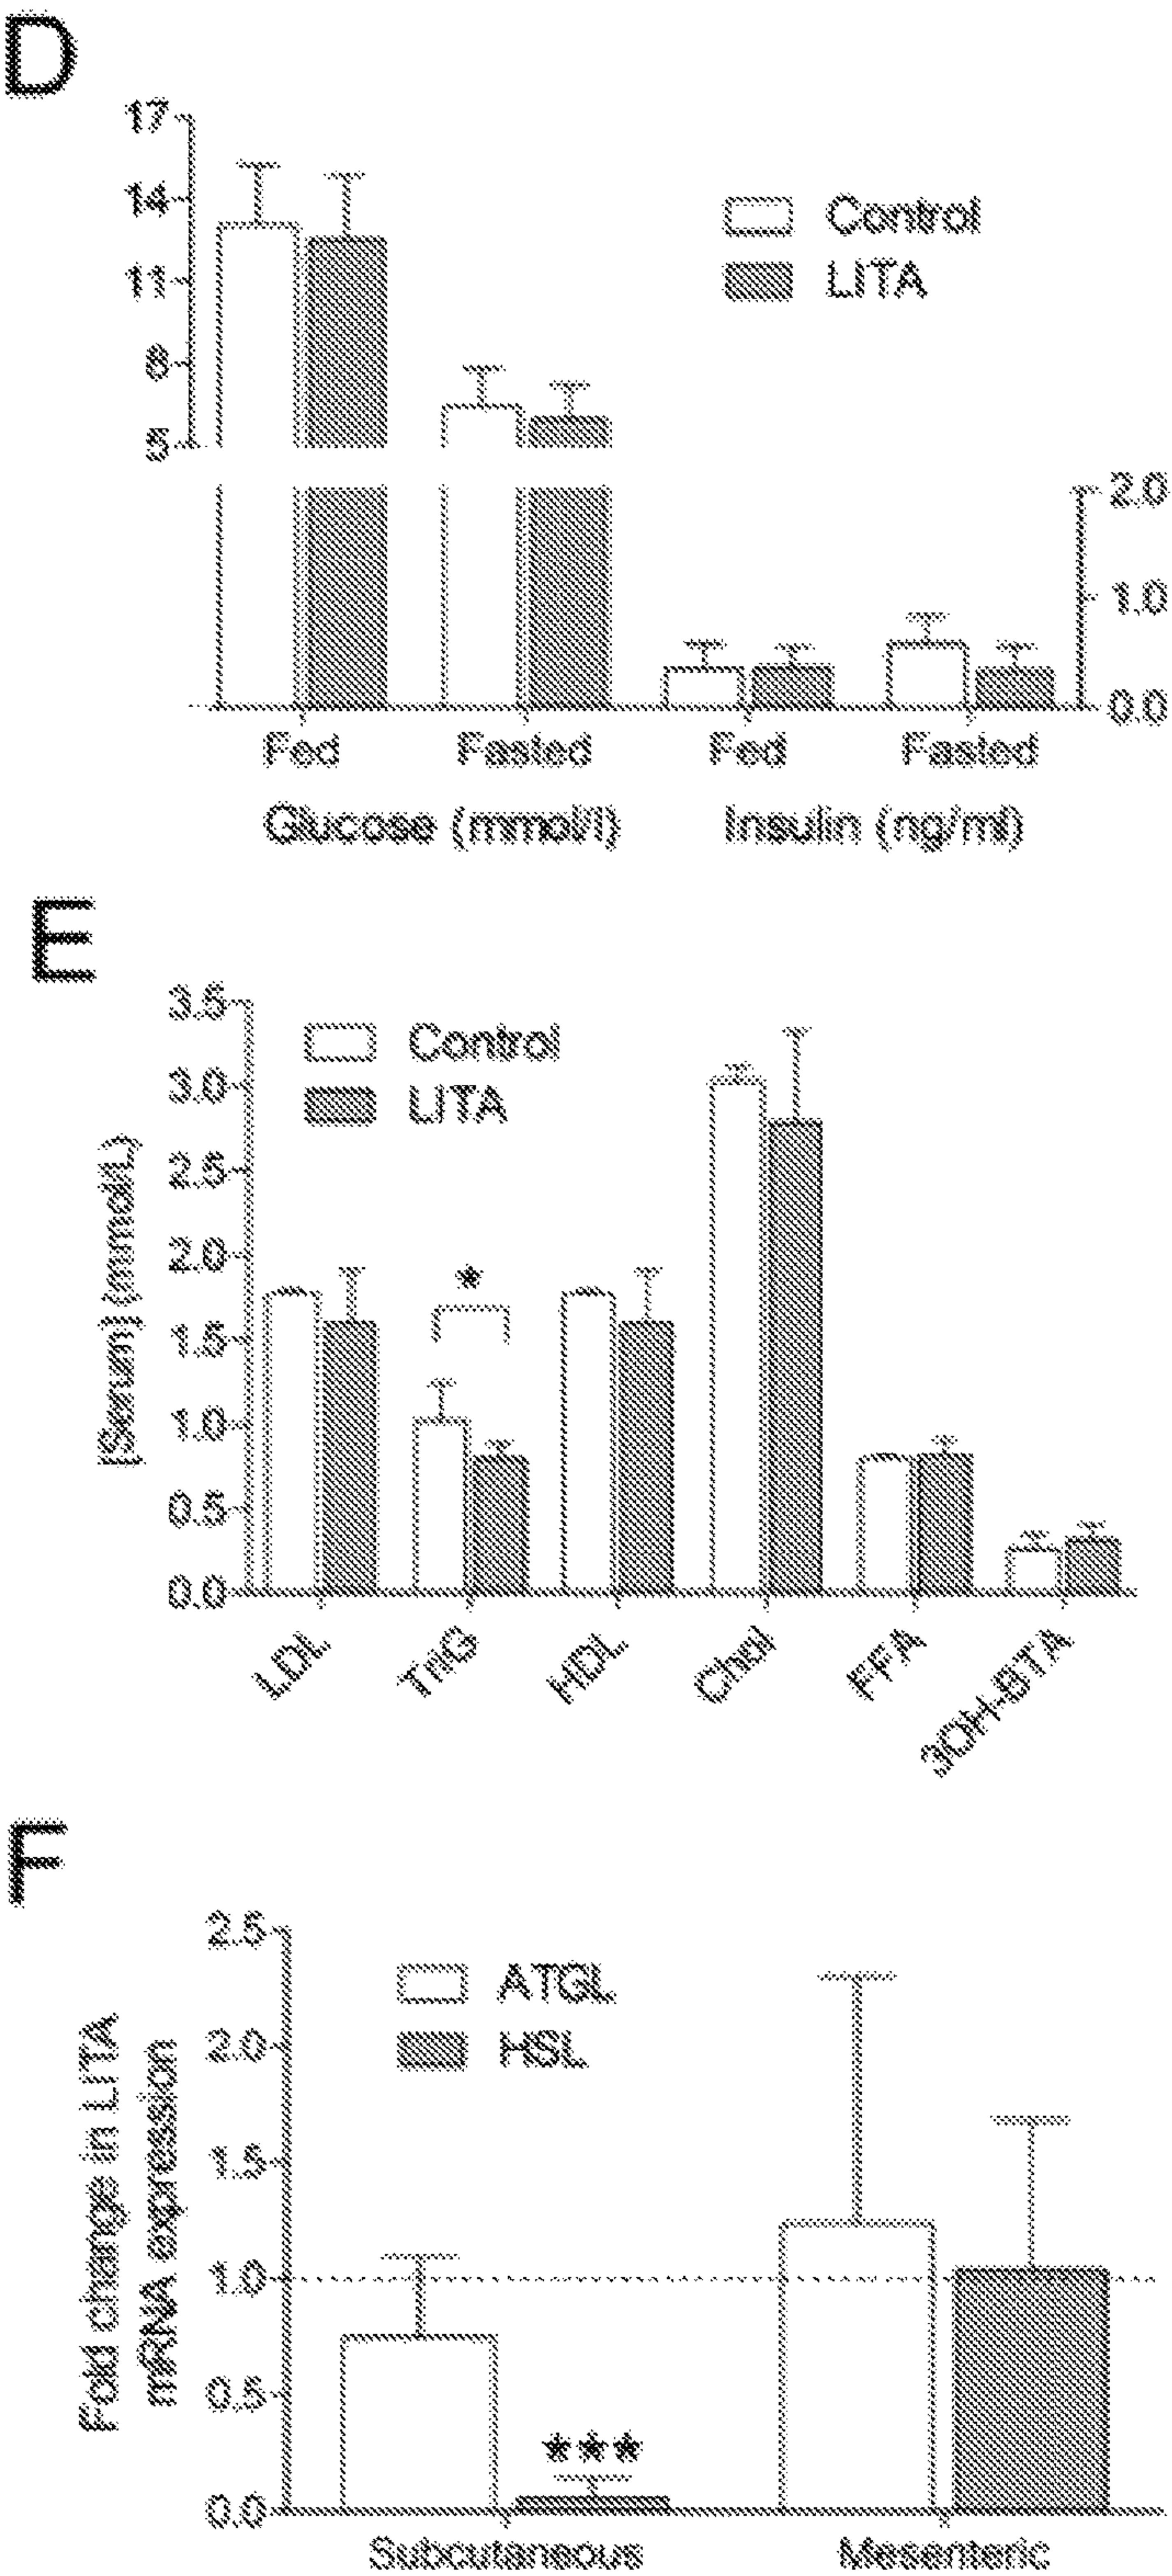 D
17
14
11
8
5
Control
LITA
2.0
1.0
0.0
Fed Fasted Fed Fasted
Glucose (mmol/l) Insulin (ng/ml)
E
3.5
3.0
2.5
2.0
1.5
1.0
0.5
0.0
[Serum] (mmol/L)
Control
LITA
*
LDL
TriG
HDL
Chol
FFA
3OH-BTA
F
2.5
2.0
1.5
1.0
0.5
0.0
Fold change in LITA
mRNA expression
ATGL
HSL
***
Subcutaneous Mesenteric